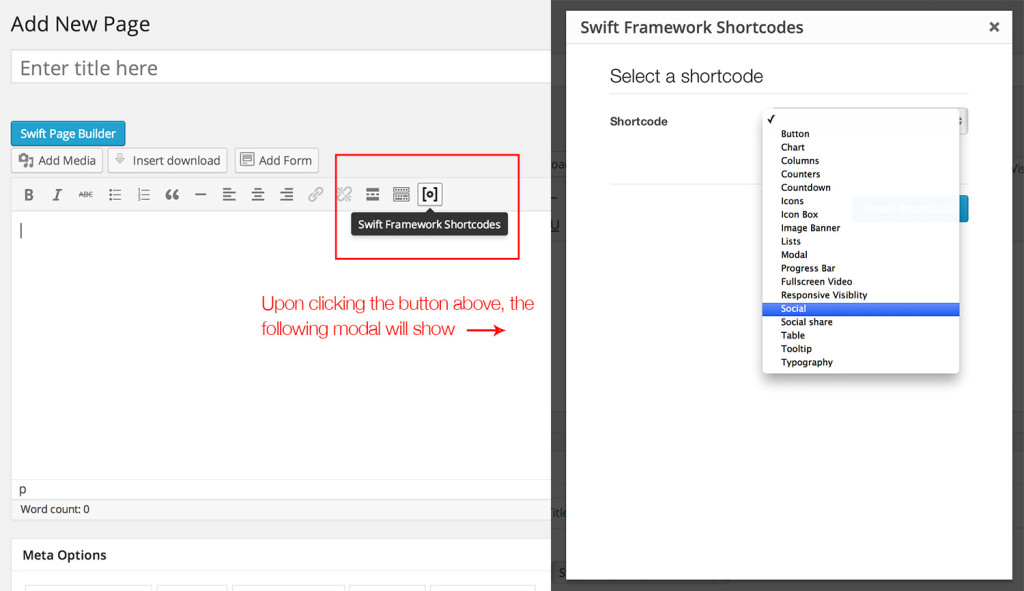 Add New Page
Enter title here
Swift Page Builder
Add Media
Insert download
Add Form
B I ABC
Swift Framework Shortcodes
Upon clicking the button above, the
following modal will show
p
Word count: 0
Meta Options
Swift Framework Shortcodes
Select a shortcode
Shortcode
Button
Chart
Columns
Counters
Countdown
Icons
Icon Box
Image Banner
Lists
Modal
Progress Bar
Fullscreen Video
Responsive Visiblity
Social
Social share
Table
Tooltip
Typography